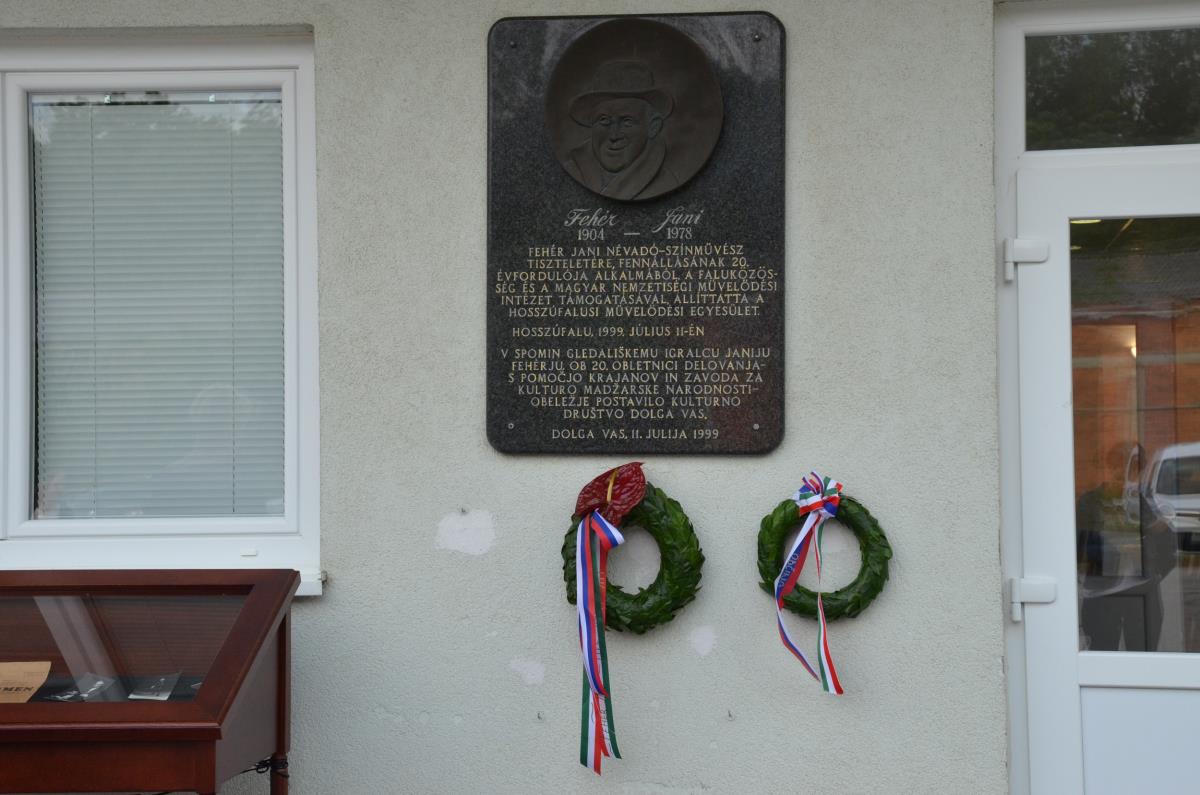 Fehér Jani
1904 — 1978
FEHÉR JANI NÉVADÓ-SZÍNMŰVÉSZ
TISZTELETÉRE, FENNÁLLÁSÁNAK 20.
ÉVFORDULÓJA ALKALMÁBÓL, A FALUKÖZÖS-
SÉG ÉS A MAGYAR NEMZETISÉGI MŰVELŐDÉSI
INTÉZET TÁMOGATÁSÁVAL, ÁLLÍTTATTA A
HOSSZÚFALUSI MŰVELŐDÉSI EGYESÜLET.
HOSSZÚFALU, 1999. JÚLIUS 11-ÉN
V SPOMIN GLEDALIŠKEMU IGRALCU JANIJU
FEHÉRJU, OB 20. OBLETNICI DELOVANJA-
S POMOČJO KRAJANOV IN ZAVODA ZA
KULTURO MADŽARSKE NARODNOSTI-
OBELEŽJE POSTAVILO KULTURNO
DRUŠTVO DOLGA VAS.
DOLGA VAS, 11. JULIJA 1999
FEHÉR